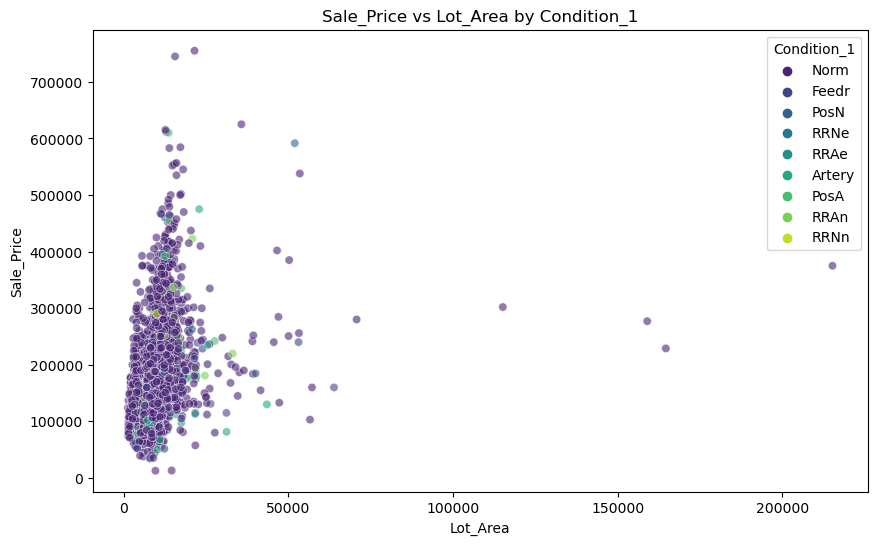 Sale_Price vs Lot_Area by Condition_1
Condition_1
Norm
Feedr
PosN
RRNe
RRAe
Artery
PosA
RRAn
RRNn
Sale_Price
700000
600000
500000
400000
300000
200000
100000
0
0
50000
100000
150000
200000
Lot_Area